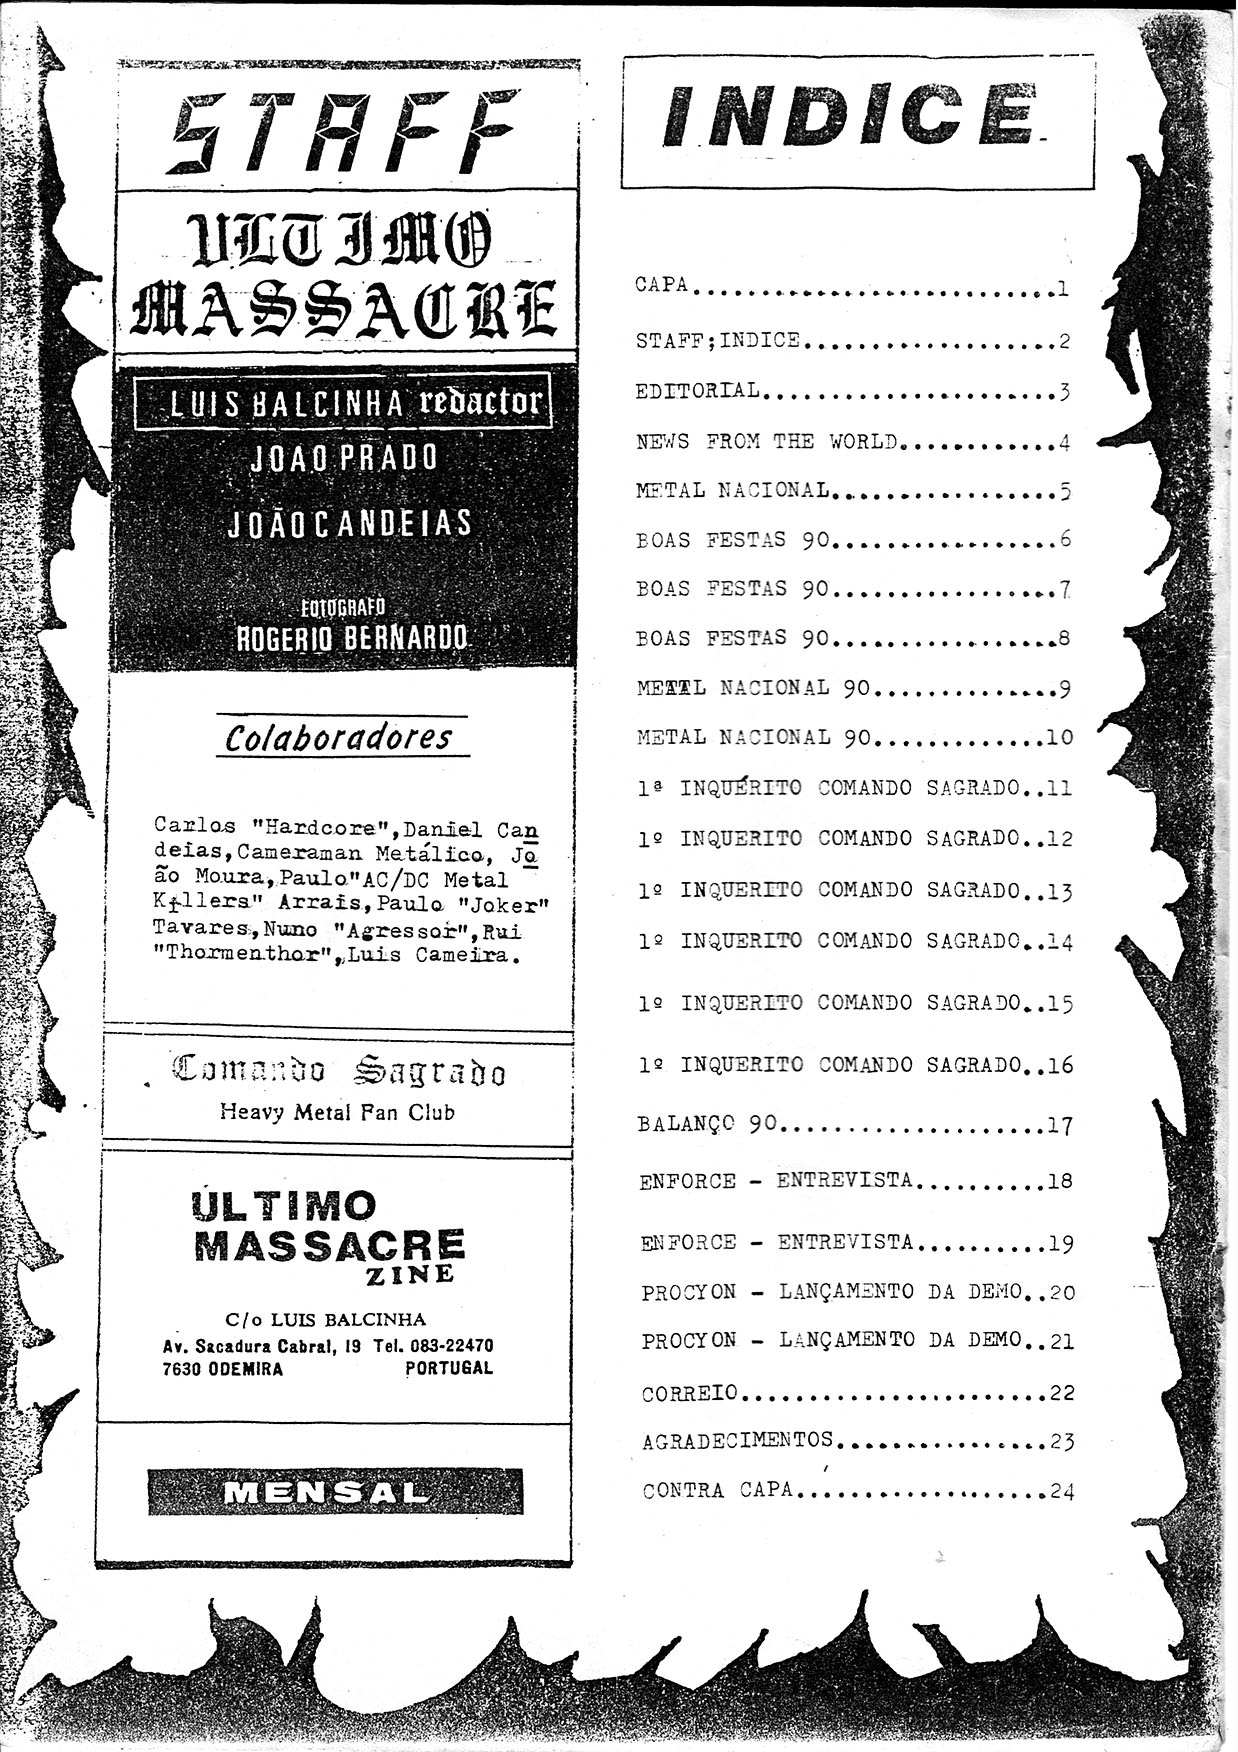 STAFF
ULTIMO
MASSACRE
LUIS BALCINHA redactor
JOAO PRADO
JOÃO CANDEIAS
FOTOGRAFO
ROGERIO BERNARDO
Colaboradores
Carlos "Hardcore",Daniel Can
deias,Cameraman Metálico, Jo
ão Moura,Paulo"AC/DC Metal
Killers" Arrais,Paulo "Joker"
Tavares,Nuno "Agressor",Rui
"Thormenthor",Luis Cameira.
Comando Sagrado
Heavy Metal Fan Club
ÚLTIMO
MASSACRE
ZINE
C/o LUIS BALCINHA
Av. Sacadura Cabral, 19 Tel. 083-22470
7630 ODEMIRA PORTUGAL
MENSAL
INDICE
CAPA...........................1
STAFF;INDICE...................2
EDITORIAL......................3
NEWS FROM THE WORLD............4
METAL NACIONAL.................5
BOAS FESTAS 90.................6
BOAS FESTAS 90.................7
BOAS FESTAS 90.................8
METTL NACIONAL 90..............9
METAL NACIONAL 90.............10
1ª INQUÉRITO COMANDO SAGRADO..11
1º INQUERITO COMANDO SAGRADO..12
1º INQUERITO COMANDO SAGRADO..13
1º INQUERITO COMANDO SAGRADO..14
1º INQUERITO COMANDO SAGRADO..15
1º INQUERITO COMANDO SAGRADO..16
BALANÇO 90....................17
ENFORCE - ENTREVISTA..........18
ENFORCE - ENTREVISTA..........19
PROCYON - LANÇAMENTO DA DEMO..20
PROCYON - LANÇAMENTO DA DEMO..21
CORREIO.......................22
AGRADECIMENTOS................23
CONTRA CAPA...................24